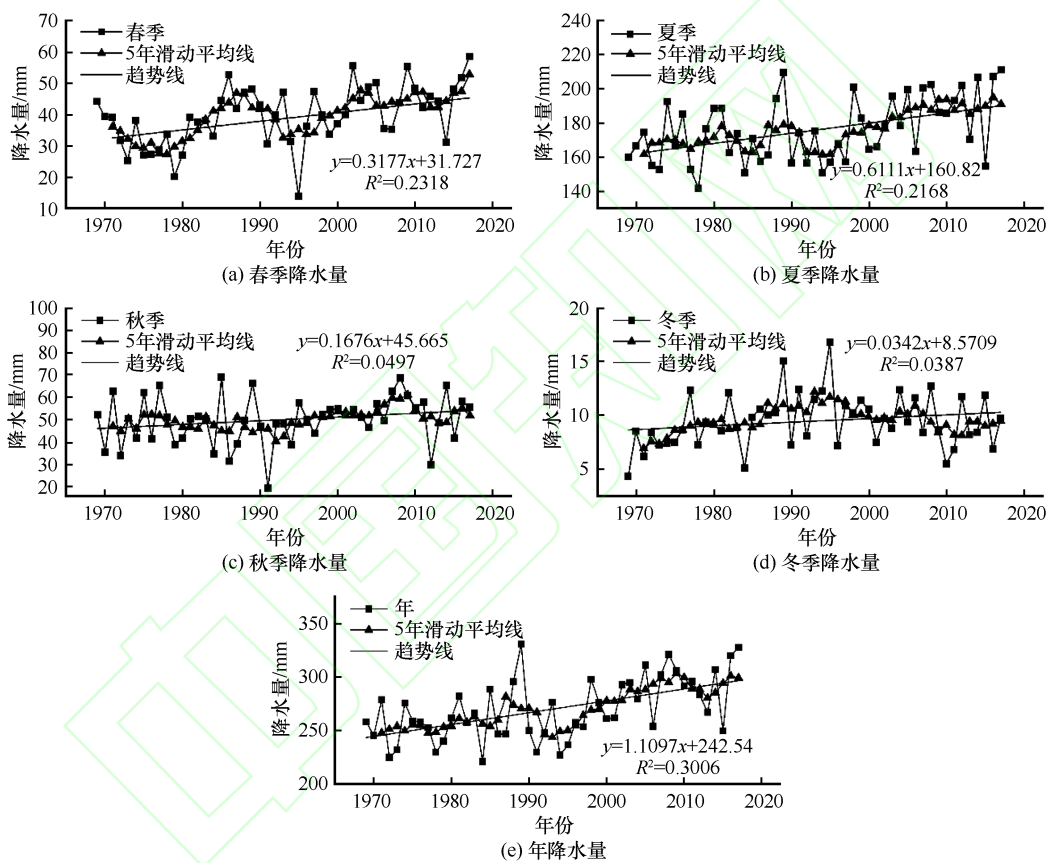 70
60
50
40
30
20
10
降水量/mm
春季
5年滑动平均线
趋势线
y=0.3177x+31.727
R²=0.2318
1970 1980 1990 2000 2010 2020
年份
(a) 春季降水量
240
220
200
180
160
140
降水量/mm
夏季
5年滑动平均线
趋势线
y=0.6111x+160.82
R²=0.2168
1970 1980 1990 2000 2010 2020
年份
(b) 夏季降水量
100
90
80
70
60
50
40
30
20
降水量/mm
秋季
5年滑动平均线
趋势线
y=0.1676x+45.665
R²=0.0497
1970 1980 1990 2000 2010 2020
年份
(c) 秋季降水量
20
15
10
5
降水量/mm
冬季
5年滑动平均线
趋势线
y=0.0342x+8.5709
R²=0.0387
1970 1980 1990 2000 2010 2020
年份
(d) 冬季降水量
350
300
250
200
降水量/mm
年
5年滑动平均线
趋势线
y=1.1097x+242.54
R²=0.3006
1970 1980 1990 2000 2010 2020
年份
(e) 年降水量